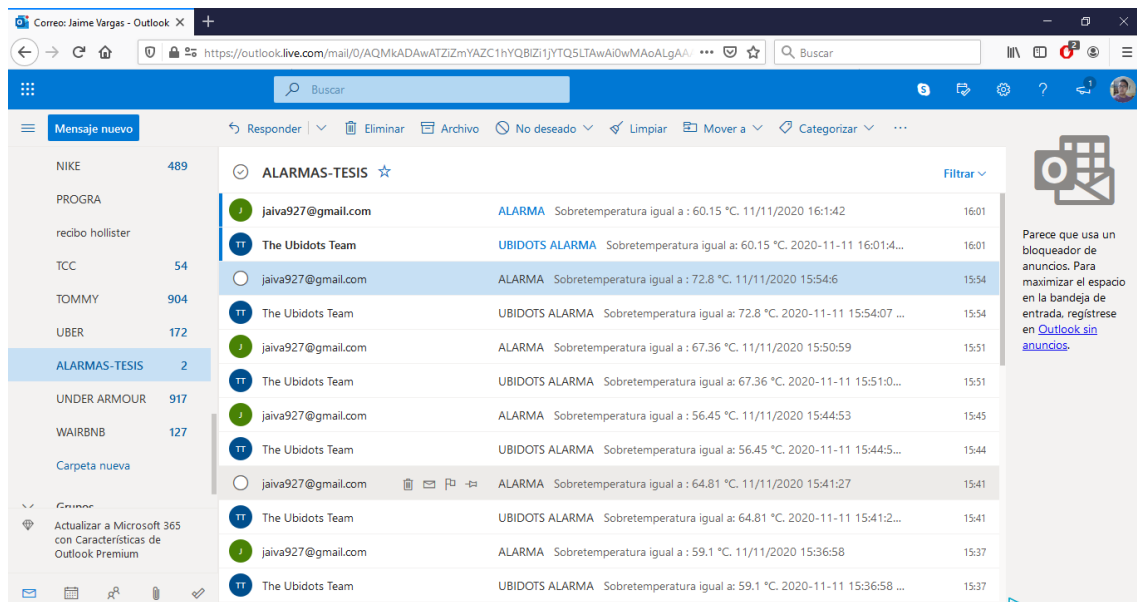 Correo: Jaime Vargas - Outlook
https://outlook.live.com/mail/0/AQMkADAwATZiZmYAZC1hYQBlZi1jYTQ5LTAwAi0wMAoALgAA
Buscar
2
Buscar
S
?
1
Mensaje nuevo
Responder
Eliminar
Archivo
No deseado
Limpiar
Mover a
Categorizar
NIKE 489
PROGRA
recibo hollister
TCC 54
TOMMY 904
UBER 172
ALARMAS-TESIS 2
UNDER ARMOUR 917
WAIRBNB 127
Carpeta nueva
Grupos
Actualizar a Microsoft 365
con Características de
Outlook Premium
ALARMAS-TESIS
Filtrar
J jaiva927@gmail.com ALARMA Sobretemperatura igual a : 60.15 °C. 11/11/2020 16:1:42 16:01
TT The Ubidots Team UBIDOTS ALARMA Sobretemperatura igual a: 60.15 °C. 2020-11-11 16:01:4... 16:01
jaiva927@gmail.com ALARMA Sobretemperatura igual a : 72.8 °C. 11/11/2020 15:54:6 15:54
TT The Ubidots Team UBIDOTS ALARMA Sobretemperatura igual a: 72.8 °C. 2020-11-11 15:54:07 ... 15:54
J jaiva927@gmail.com ALARMA Sobretemperatura igual a : 67.36 °C. 11/11/2020 15:50:59 15:51
TT The Ubidots Team UBIDOTS ALARMA Sobretemperatura igual a: 67.36 °C. 2020-11-11 15:51:0... 15:51
J jaiva927@gmail.com ALARMA Sobretemperatura igual a : 56.45 °C. 11/11/2020 15:44:53 15:45
TT The Ubidots Team UBIDOTS ALARMA Sobretemperatura igual a: 56.45 °C. 2020-11-11 15:44:5... 15:44
jaiva927@gmail.com ALARMA Sobretemperatura igual a : 64.81 °C. 11/11/2020 15:41:27 15:41
TT The Ubidots Team UBIDOTS ALARMA Sobretemperatura igual a: 64.81 °C. 2020-11-11 15:41:2... 15:41
J jaiva927@gmail.com ALARMA Sobretemperatura igual a : 59.1 °C. 11/11/2020 15:36:58 15:37
TT The Ubidots Team UBIDOTS ALARMA Sobretemperatura igual a: 59.1 °C. 2020-11-11 15:36:58 ... 15:37
Parece que usa un
bloqueador de
anuncios. Para
maximizar el espacio
en la bandeja de
entrada, regístrese
en Outlook sin
anuncios.